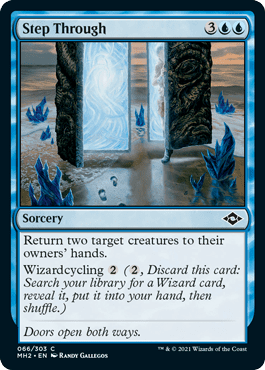 Step Through 3
Sorcery
Return two target creatures to their
owners' hands.
Wizardcycling 2 (2, Discard this card:
Search your library for a Wizard card,
reveal it, put it into your hand, then
shuffle.)
Doors open both ways.
066/303 C
MH2 • EN RANDY GALLEGOS
™ & © 2021 Wizards of the Coast